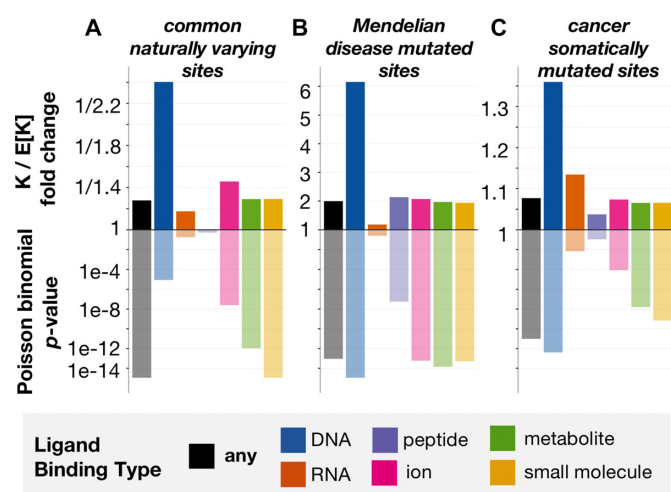 A
common
naturally varying
sites
B
Mendelian
disease mutated
sites
C
cancer
somatically
mutated sites
K / E[K]
fold change
1/2.2
1/1.8
1/1.4
1
6
5
4
3
2
1
1.3
1.2
1.1
1
Poisson binomial
p-value
1e-4
1e-8
1e-12
1e-14
Ligand
Binding Type
any
DNA
peptide
metabolite
RNA
ion
small molecule